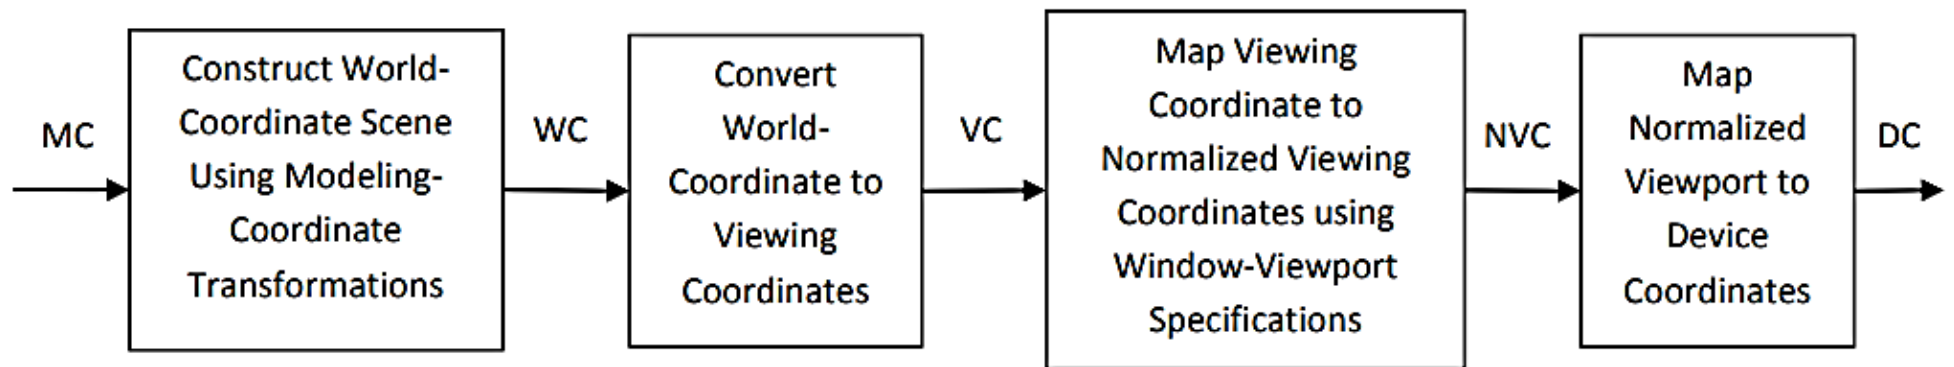 MC
Construct World-
Coordinate Scene
Using Modeling-
Coordinate
Transformations
WC
Convert
World-
Coordinate to
Viewing
Coordinates
VC
Map Viewing
Coordinate to
Normalized Viewing
Coordinates using
Window-Viewport
Specifications
NVC
Map
Normalized
Viewport to
Device
Coordinates
DC